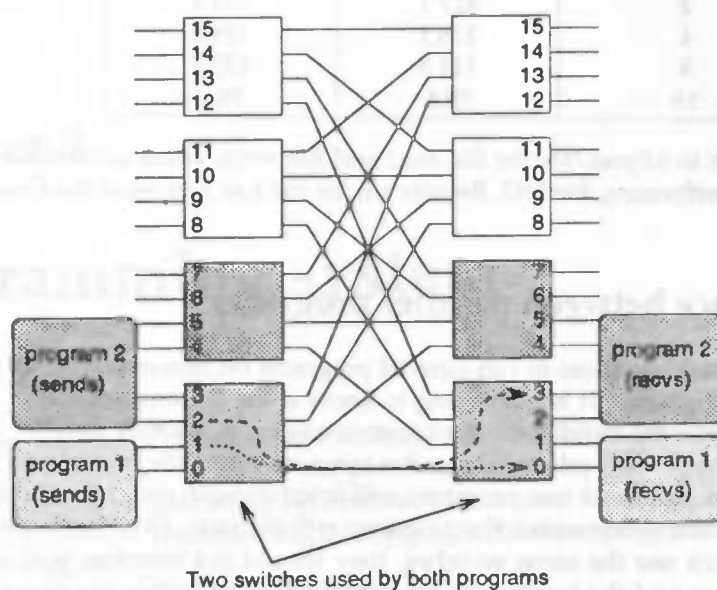 15 15
14 14
13 13
12 12
11 11
10 10
9 9
8 8
7 7
6 6
5 5
4 4
program 2
(sends)
program 2
(recvs)
3 3
2 2
1 1
0 0
program 1
(sends)
program 1
(recvs)
Two switches used by both programs